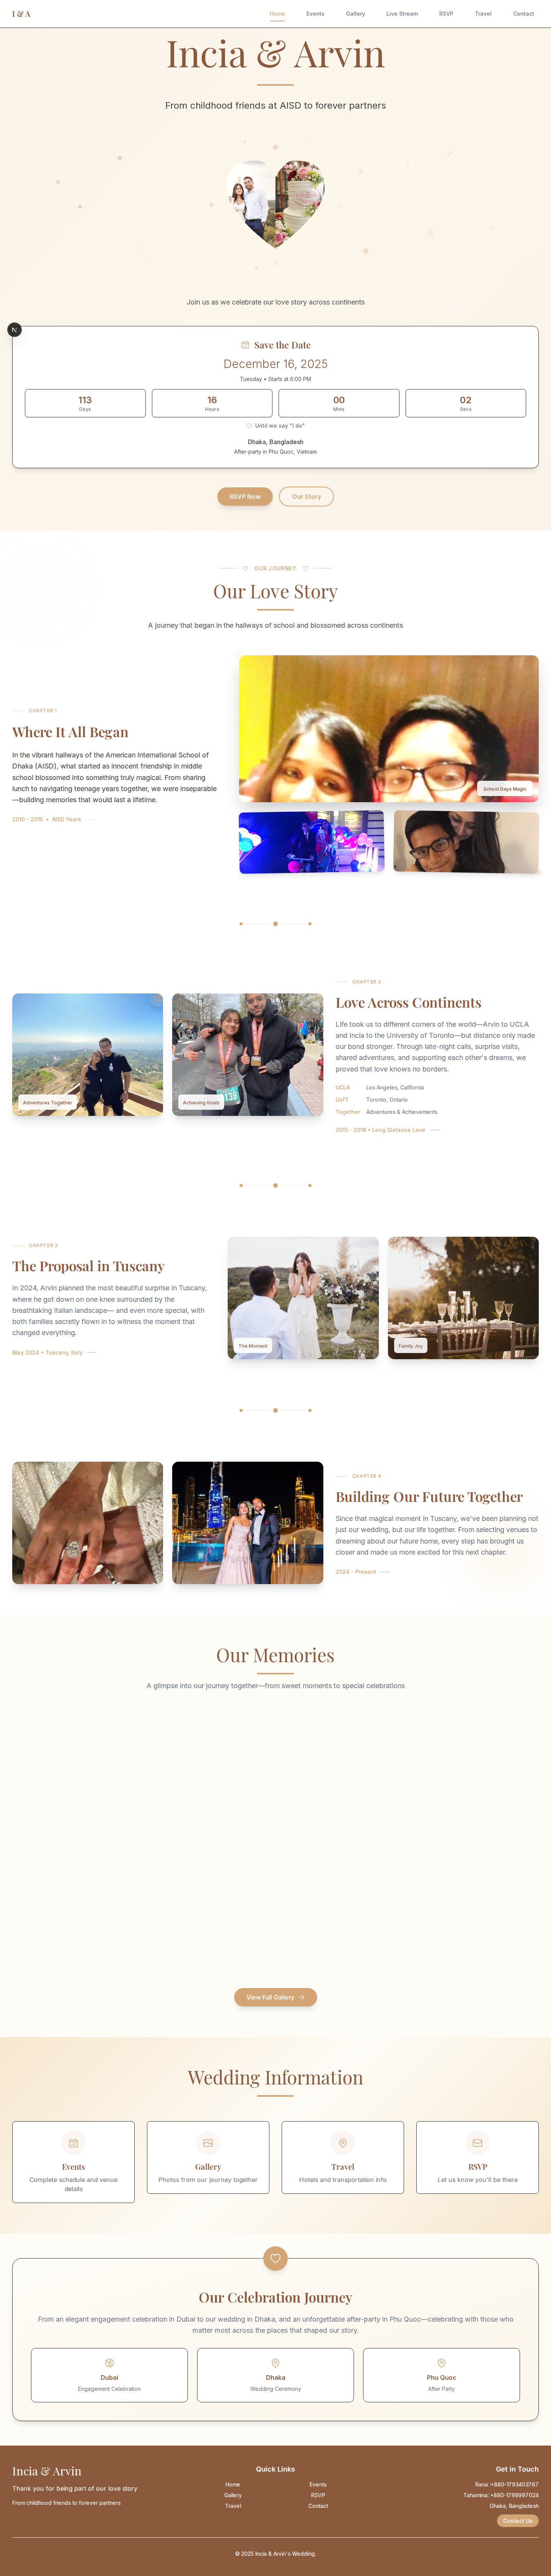 I & A
Home Events Gallery Live Stream RSVP Travel Contact
Incia & Arvin
From childhood friends at AISD to forever partners
Join us as we celebrate our love story across continents
N
Save the Date
December 16, 2025
Tuesday • Starts at 6:00 PM
113 16 00 02
Days Hours Mins Secs
Until we say "I do"
Dhaka, Bangladesh
After-party in Phu Quoc, Vietnam
RSVP Now Our Story
OUR JOURNEY
Our Love Story
A journey that began in the hallways of school and blossomed across continents
CHAPTER 1
Where It All Began
In the vibrant hallways of the American International School of
Dhaka (AISD), what started as innocent friendship in middle
school blossomed into something truly magical. From sharing
lunch to navigating teenage years together, we were inseparable
—building memories that would last a lifetime.
2010 - 2015 • AISD Years
School Days Magic
CHAPTER 2
Love Across Continents
Life took us to different corners of the world—Arvin to UCLA
and Incia to the University of Toronto—but distance only made
our bond stronger. Through late-night calls, surprise visits,
shared adventures, and supporting each other's dreams, we
proved that love knows no borders.
UCLA Los Angeles, California
UofT Toronto, Ontario
Together Adventures & Achievements
2015 - 2019 • Long Distance Love
Adventures Together
Achieving Goals
139
CHAPTER 3
The Proposal in Tuscany
In 2024, Arvin planned the most beautiful surprise in Tuscany,
where he got down on one knee surrounded by the
breathtaking Italian landscape— and even more special, with
both families secretly flown in to witness the moment that
changed everything.
May 2024 • Tuscany, Italy
The Moment
Family Joy
CHAPTER 4
Building Our Future Together
Since that magical moment in Tuscany, we've been planning not
just our wedding, but our life together. From selecting venues to
dreaming about our future home, every step has brought us
closer and made us more excited for this next chapter.
2024 - Present
Our Memories
A glimpse into our journey together—from sweet moments to special celebrations
View Full Gallery
Wedding Information
Events
Complete schedule and venue
details
Gallery
Photos from our journey together
Travel
Hotels and transportation info
RSVP
Let us know you'll be there
Our Celebration Journey
From an elegant engagement celebration in Dubai to our wedding in Dhaka, and an unforgettable after-party in Phu Quoc—celebrating with those who
matter most across the places that shaped our story.
Dubai
Engagement Celebration
Dhaka
Wedding Ceremony
Phu Quoc
After Party
Incia & Arvin
Thank you for being part of our love story
From childhood friends to forever partners
Quick Links
Home Events
Gallery RSVP
Travel Contact
Get in Touch
Rana :+880-1793403767
Tahamina: +880-1799997024
Dhaka, Bangladesh
Contact Us
© 2025 Incia & Arvin's Wedding.